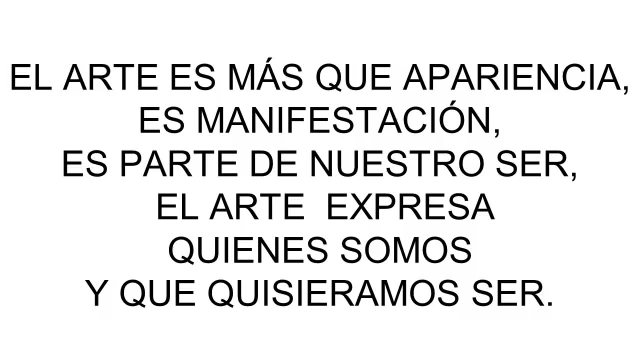 EL ARTE ES MÁS QUE APARIENCIA,
ES MANIFESTACIÓN,
ES PARTE DE NUESTRO SER,
EL ARTE  EXPRESA
QUIENES SOMOS
Y QUE QUISIERAMOS SER.